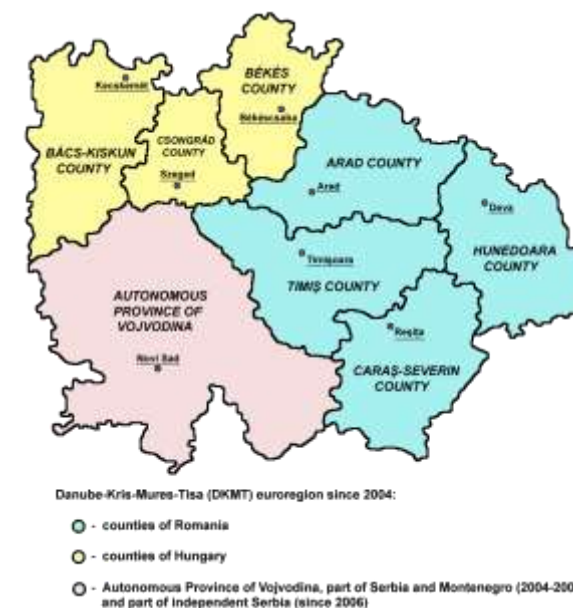 Kecskemét
BÉKÉS
COUNTY
Békéscsaba
CSONGRÁD
COUNTY
BÁCS-KISKUN
COUNTY
Szeged
ARAD COUNTY
Arad
Deva
HUNEDOARA
COUNTY
Timişoara
TIMIŞ COUNTY
AUTONOMOUS
PROVINCE OF
VOJVODINA
Novi Sad
Reşita
CARAŞ-SEVERIN
COUNTY
Danube-Kris-Mures-Tisa (DKMT) euroregion since 2004:
- counties of Romania
- counties of Hungary
- Autonomous Province of Vojvodina, part of Serbia and Montenegro (2004-200
and part of independent Serbia (since 2006)